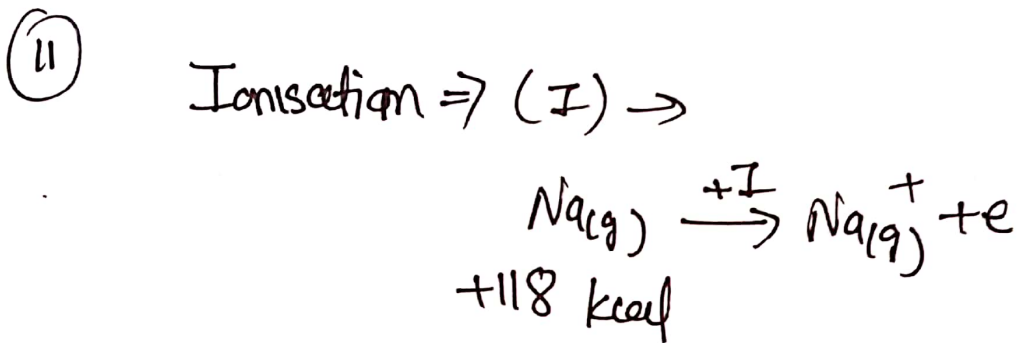 11
Ionisation ⇒ (I) →
Na(g) +I → Na(g)+ +e
+118 kcal